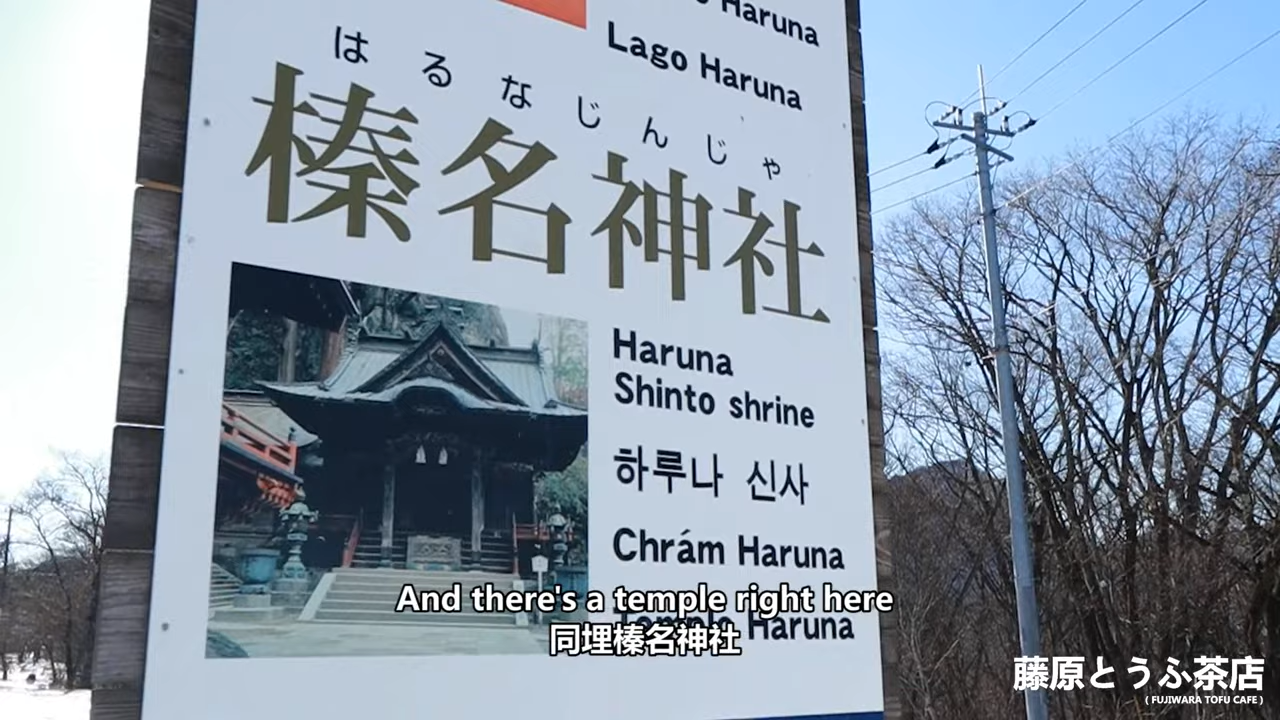 Haruna
Lago Haruna
はるなじんじゃ
榛名神社
Haruna
Shinto shrine
하루나 신사
Chrám Haruna
Haruna
And there's a temple right here
同埋榛名神社
藤原とうふ茶店
( FUJIWARA TOFU CAFE )